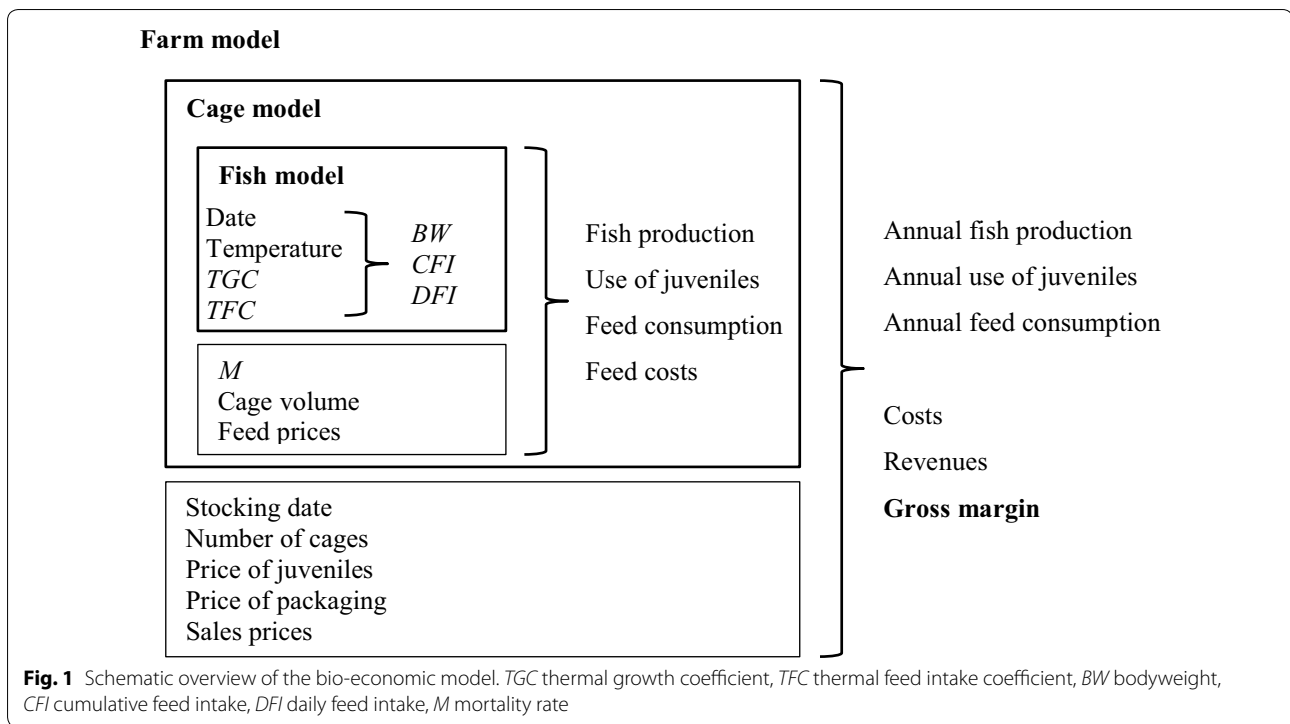 Farm model
Cage model
Fish model
Date
Temperature
TGC
TFC
BW
CFI
DFI
M
Cage volume
Feed prices
Fish production
Use of juveniles
Feed consumption
Feed costs
Stocking date
Number of cages
Price of juveniles
Price of packaging
Sales prices
Annual fish production
Annual use of juveniles
Annual feed consumption
Costs
Revenues
Gross margin
Fig. 1 Schematic overview of the bio-economic model. TGC thermal growth coefficient, TFC thermal feed intake coefficient, BW bodyweight,
CFI cumulative feed intake, DFI daily feed intake, M mortality rate